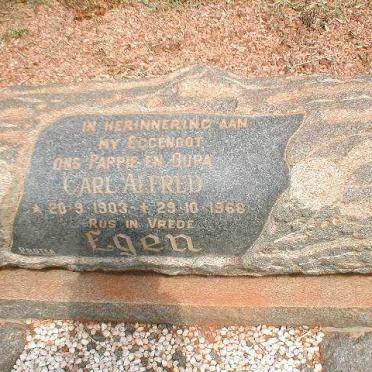 IN HERINNERING AAN
MY EGGENOOT
ONS PAPPIE EN OUPA
CARL ALFRED
* 20·9·1903 - † 29·10·1968
RUS IN VREDE
Egen